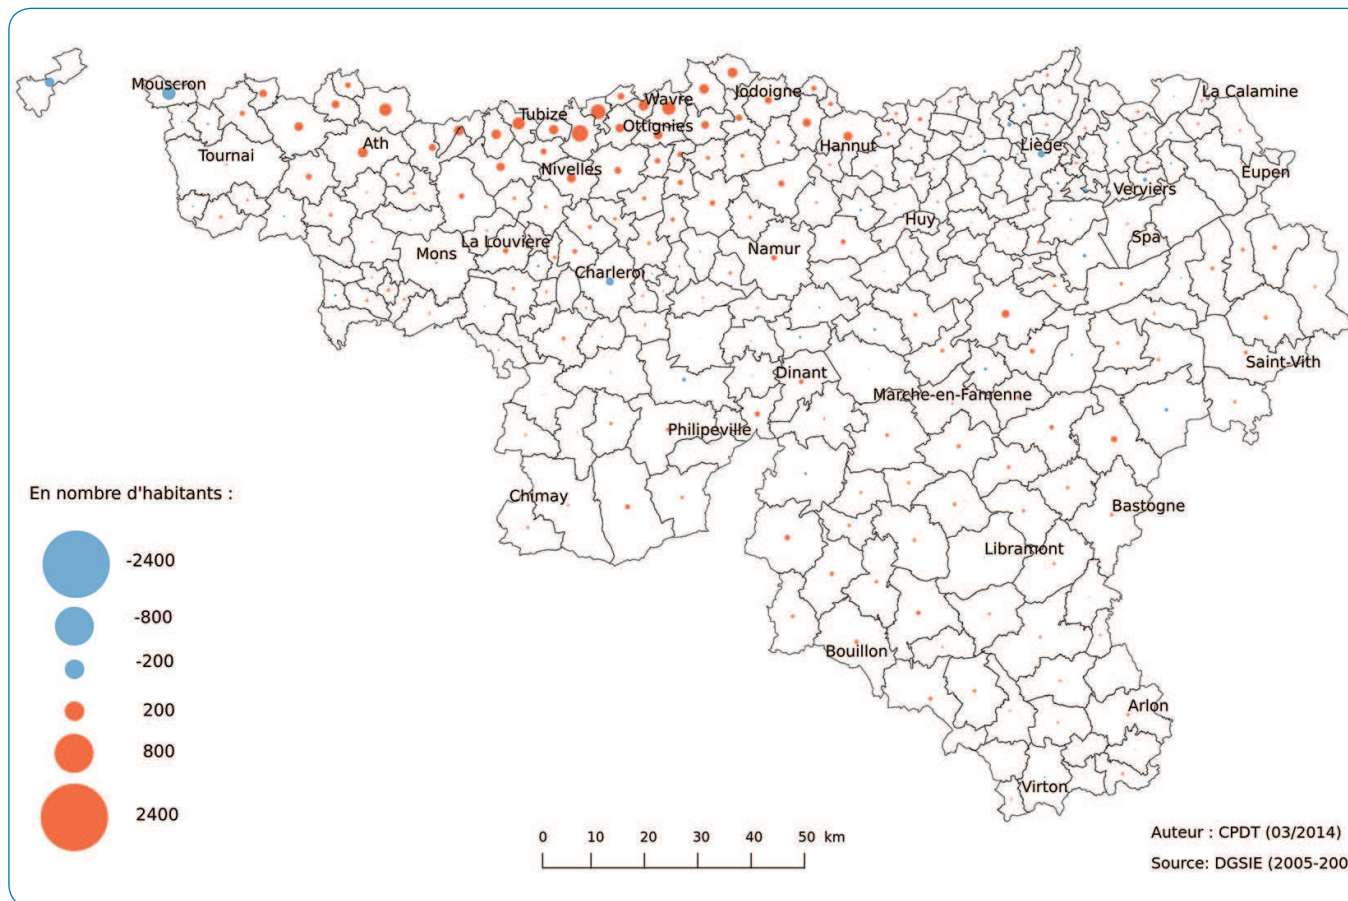 Mouscron
Wavre
Jodoigne
La Calamine
Tubize
Ottignies
Tournai
Ath
Hannut
Liège
Nivelles
Eupen
Verviers
Huy
Spa
La Louvière
Mons
Namur
Charleroi
Saint-Vith
Dinant
Marche-en-Famenne
Philipeville
Chimay
Bastogne
Libramont
Bouillon
Arlon
Virton
En nombre d'habitants :
-2400
-800
-200
200
800
2400
0 10 20 30 40 50 km
Auteur : CPDT (03/2014)
Source: DGSIE (2005-200